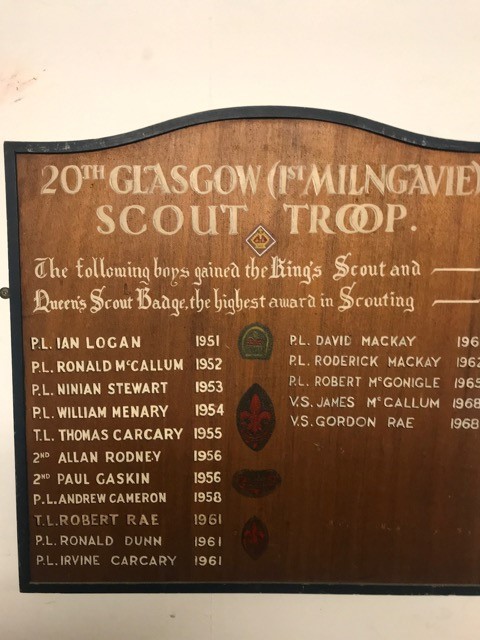 20TH GLASGOW (1ST MILNGAVIE)
SCOUT TROOP.
The following boys gained the King's Scout and
Queen's Scout Badge, the highest award in Scouting
P.L. IAN LOGAN 1951
P.L. RONALD McCALLUM 1952
P.L. NINIAN STEWART 1953
P.L. WILLIAM MENARY 1954
T.L. THOMAS CARCARY 1955
2ND ALLAN RODNEY 1956
2ND PAUL GASKIN 1956
P.L. ANDREW CAMERON 1958
T.L. ROBERT RAE 1961
P.L. RONALD DUNN 1961
P.L. IRVINE CARCARY 1961
P.L. DAVID MACKAY 196
P.L. RODERICK MACKAY 1962
P.L. ROBERT McGONIGLE 1965
V.S. JAMES McCALLUM 1968
V.S. GORDON RAE 1968